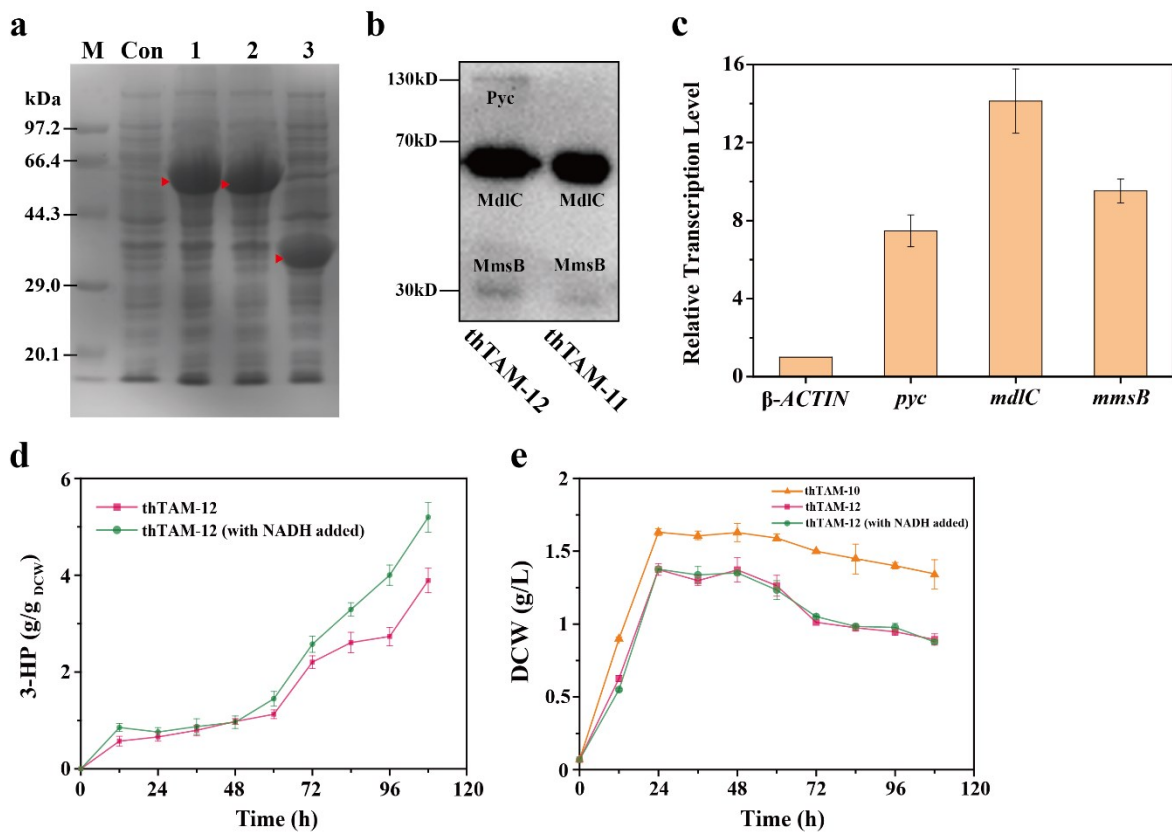 a
M Con 1 2 3
kDa
97.2
66.4
44.3
29.0
20.1
b
130kD
70kD
30kD
Pyc
MdlC MdlC
MmsB MmsB
thTAM-12 thTAM-11
c
Relative Transcription Level
16
12
8
4
0
β-ACTIN pyc mdlC mmsB
d
3-HP (g/g DCW)
6
4
2
0
thTAM-12
thTAM-12 (with NADH added)
0 24 48 72 96 120
Time (h)
e
DCW (g/L)
2
1.5
1
0.5
0
thTAM-10
thTAM-12
thTAM-12 (with NADH added)
0 24 48 72 96 120
Time (h)